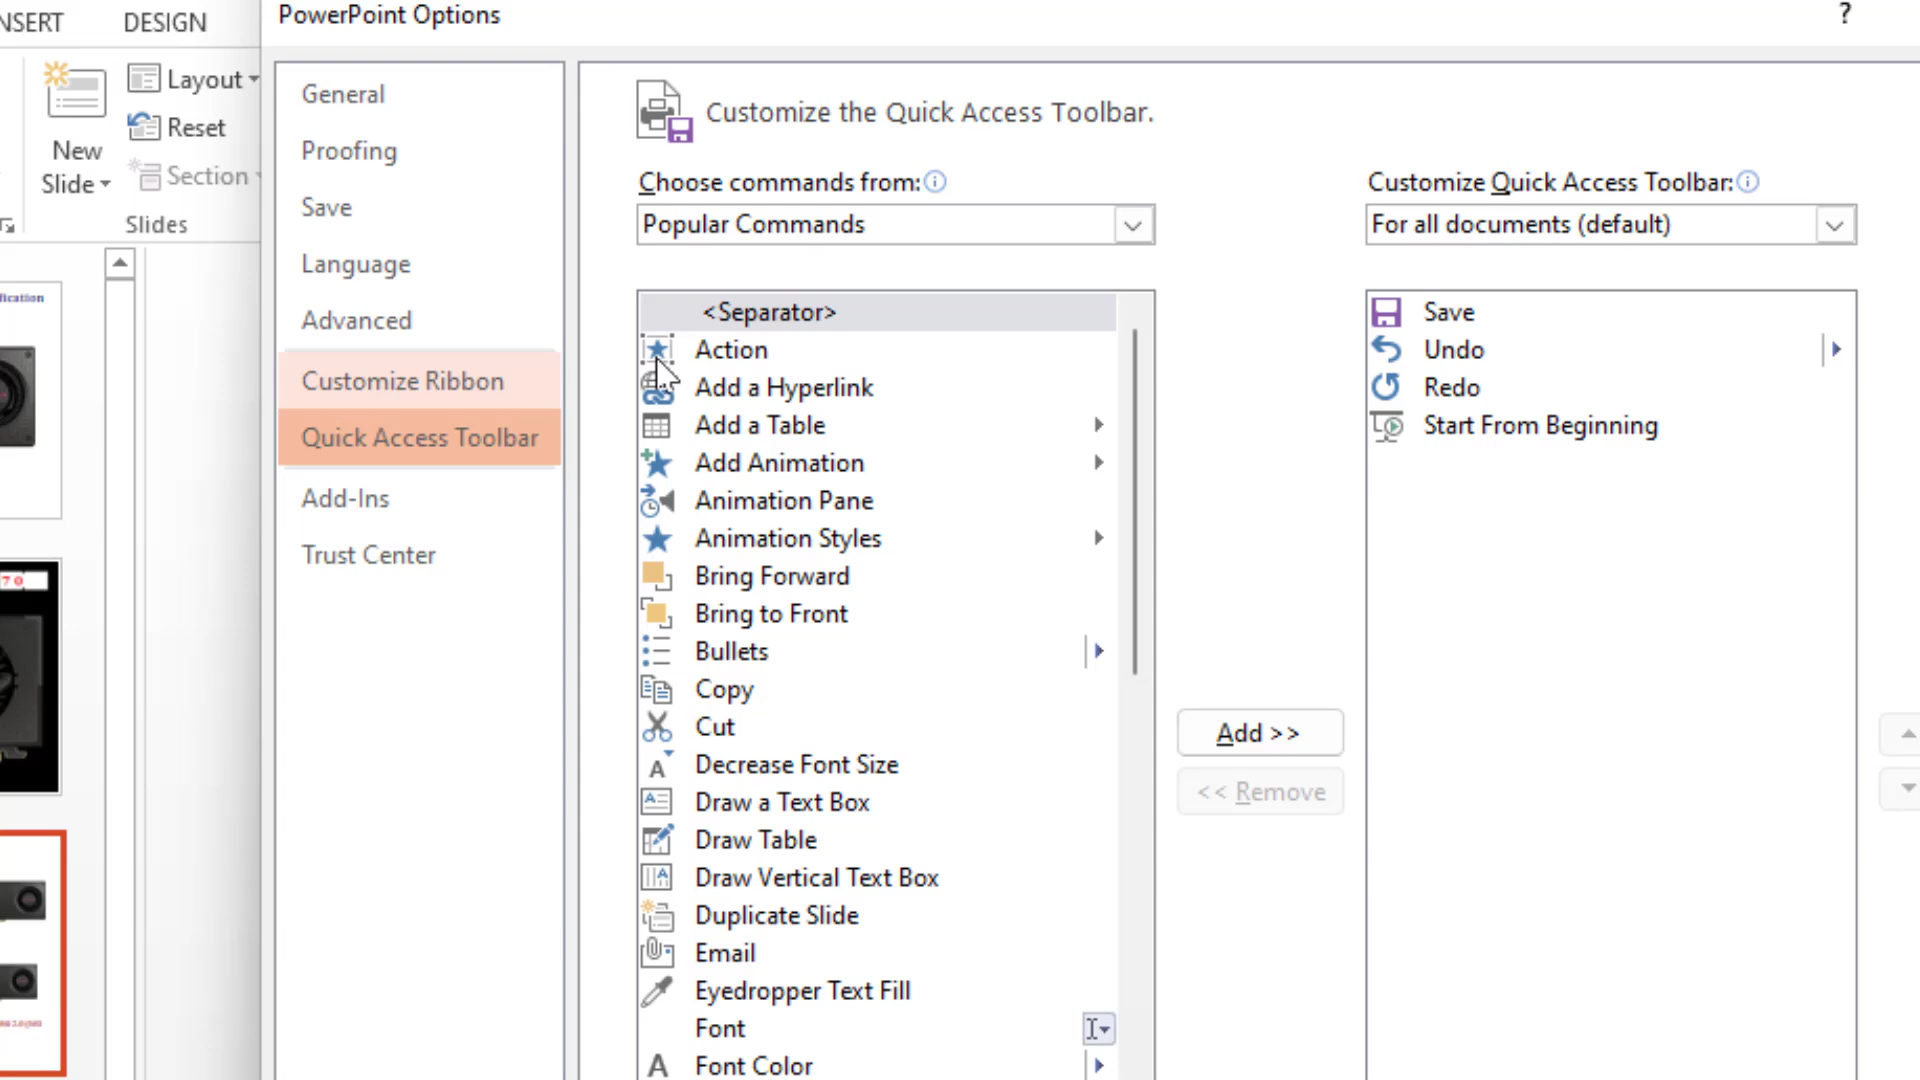 NSERT
DESIGN
Layout
Reset
Section
New
Slide
Slides
fication
7 0
PowerPoint Options
?
General
Proofing
Save
Language
Advanced
Customize Ribbon
Quick Access Toolbar
Add-Ins
Trust Center
Customize the Quick Access Toolbar.
Choose commands from:
Popular Commands
<Separator>
Action
Add a Hyperlink
Add a Table
Add Animation
Animation Pane
Animation Styles
Bring Forward
Bring to Front
Bullets
Copy
Cut
Decrease Font Size
Draw a Text Box
Draw Table
Draw Vertical Text Box
Duplicate Slide
Email
Eyedropper Text Fill
Font
Font Color
Add >>
<< Remove
Customize Quick Access Toolbar:
For all documents (default)
Save
Undo
Redo
Start From Beginning